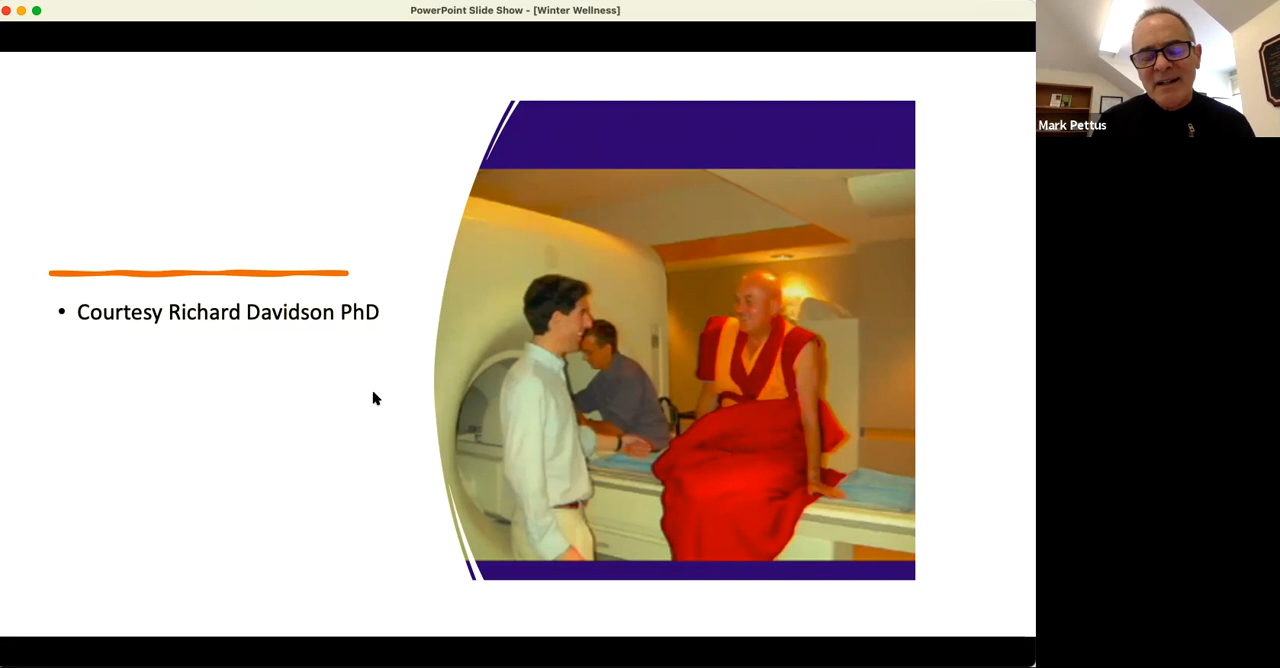 PowerPoint Slide Show - [Winter Wellness]
Mark Pettus
• Courtesy Richard Davidson PhD